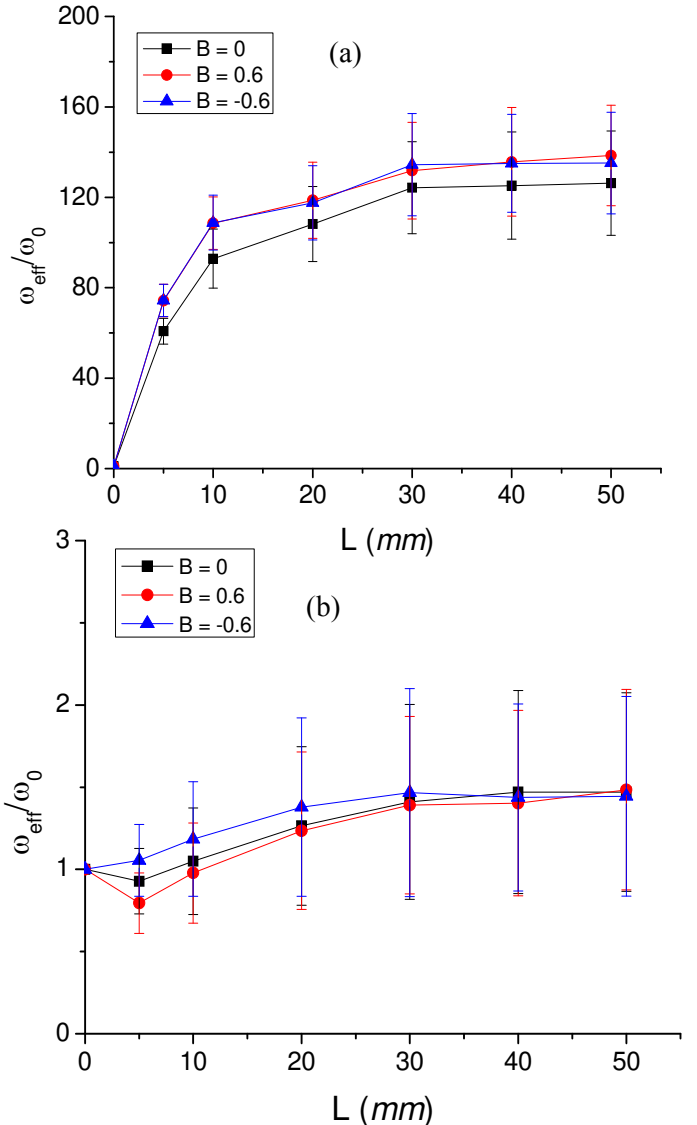 200
160
120
80
40
0
ω_eff/ω_0
B = 0
B = 0.6
B = -0.6
(a)
0 10 20 30 40 50
L (mm)
3
2
1
0
ω_eff/ω_0
B = 0
B = 0.6
B = -0.6
(b)
0 10 20 30 40 50
L (mm)